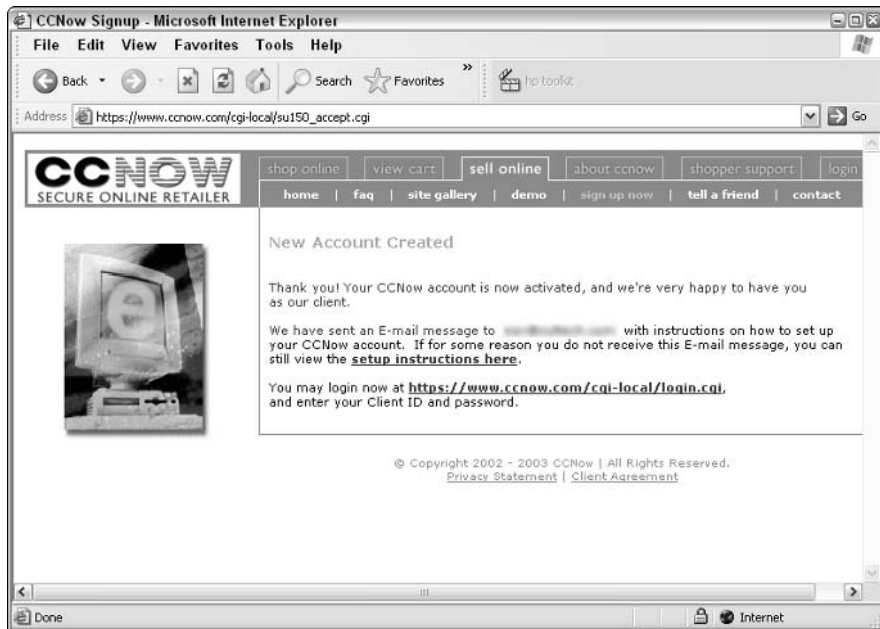 CCNow Signup - Microsoft Internet Explorer
File Edit View Favorites Tools Help
Back Search Favorites » hp toolkit
Address https://www.ccnow.com/cgi-local/su150_accept.cgi Go
CCNOW
SECURE ONLINE RETAILER
shop online view cart sell online about ccnow shopper support login
home | faq | site gallery | demo | sign up now | tell a friend | contact
e
New Account Created
Thank you! Your CCNow account is now activated, and we're very happy to have you
as our client.
We have sent an E-mail message to with instructions on how to set up
your CCNow account. If for some reason you do not receive this E-mail message, you can
still view the setup instructions here.
You may login now at https://www.ccnow.com/cgi-local/login.cgi,
and enter your Client ID and password.
© Copyright 2002 - 2003 CCNow | All Rights Reserved.
Privacy Statement | Client Agreement
Done Internet